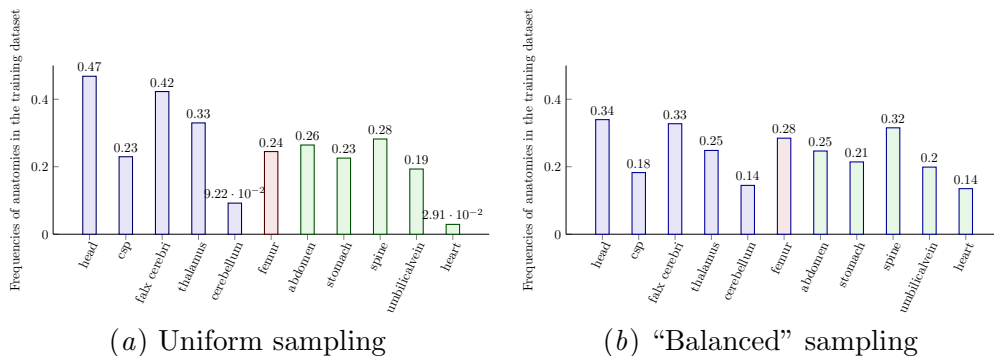 Frequencies of anatomies in the training dataset
0.4
0.2
0
0.47
0.23
0.42
0.33
9.22 · 10⁻²
0.24
0.26
0.23
0.28
0.19
2.91 · 10⁻²
head
csp
falx cerebri
thalamus
cerebellum
femur
abdomen
stomach
spine
umbilicalvein
heart
(a) Uniform sampling
Frequencies of anatomies in the training dataset
0.4
0.2
0
0.34
0.18
0.33
0.25
0.14
0.28
0.25
0.21
0.32
0.2
0.14
head
csp
falx cerebri
thalamus
cerebellum
femur
abdomen
stomach
spine
umbilicalvein
heart
(b) “Balanced” sampling